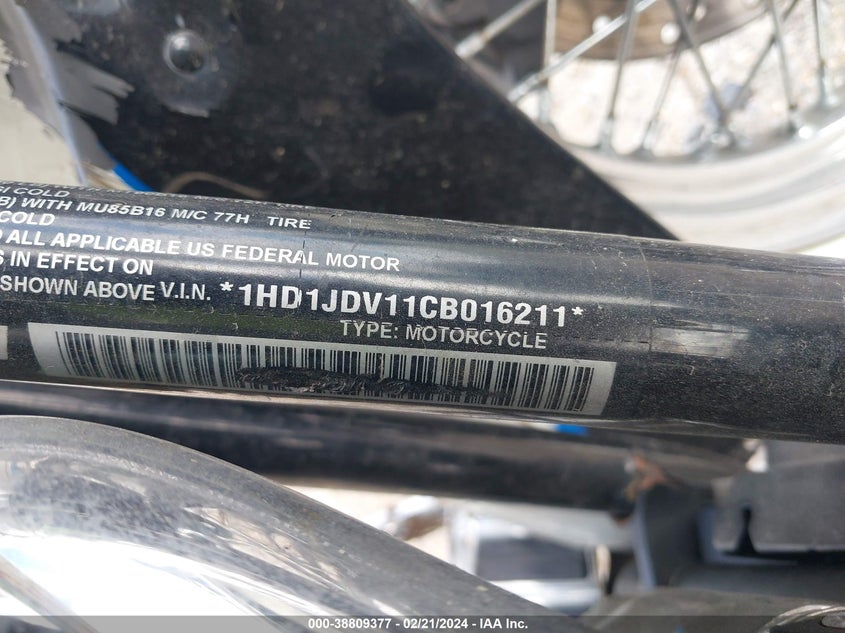 COLD
B) WITH MU85B16 M/C 77H TIRE
COLD
ALL APPLICABLE US FEDERAL MOTOR
S IN EFFECT ON
SHOWN ABOVE V.I.N. *1HD1JDV11CB016211*
TYPE: MOTORCYCLE
000-38809377 - 02/21/2024 - IAA Inc.